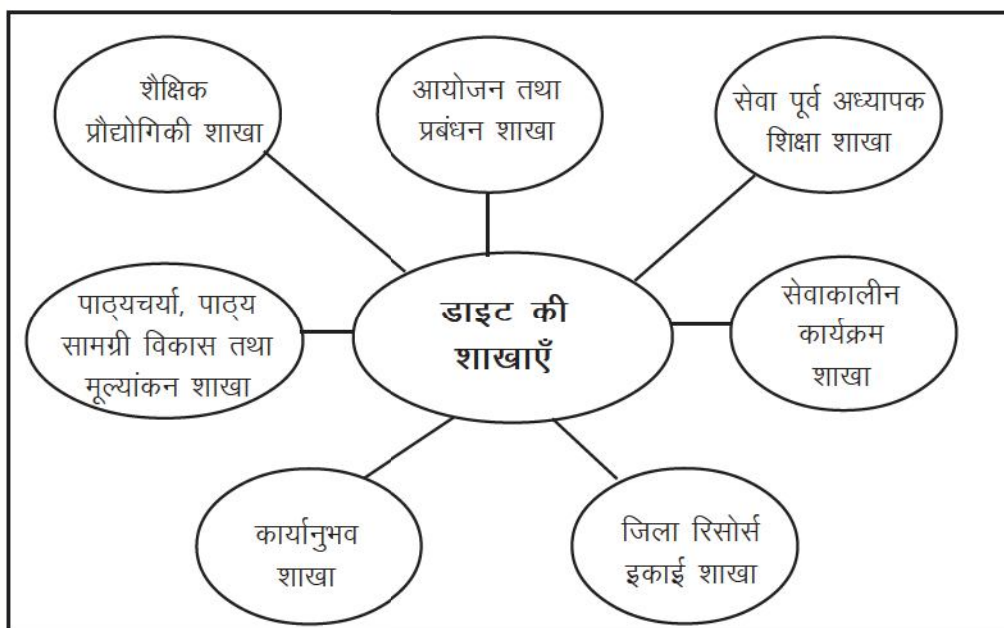 शैक्षिक
प्रौद्योगिकी शाखा
आयोजन तथा
प्रबंधन शाखा
सेवा पूर्व अध्यापक
शिक्षा शाखा
पाठ्यचर्या, पाठ्य
सामग्री विकास तथा
मूल्यांकन शाखा
डाइट की
शाखाएँ
सेवाकालीन
कार्यक्रम
शाखा
कार्यानुभव
शाखा
जिला रिसोर्स
इकाई शाखा